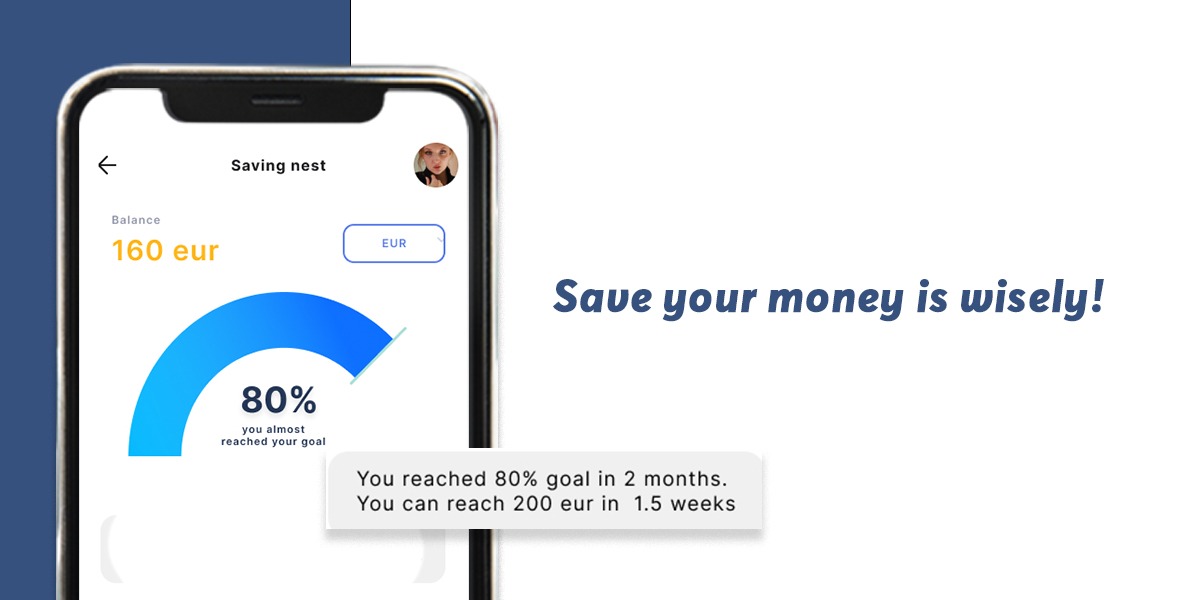 Saving nest
Balance
160 eur
EUR
80%
you almost
reached your goal
You reached 80% goal in 2 months.
You can reach 200 eur in  1.5 weeks
Save your money is wisely!